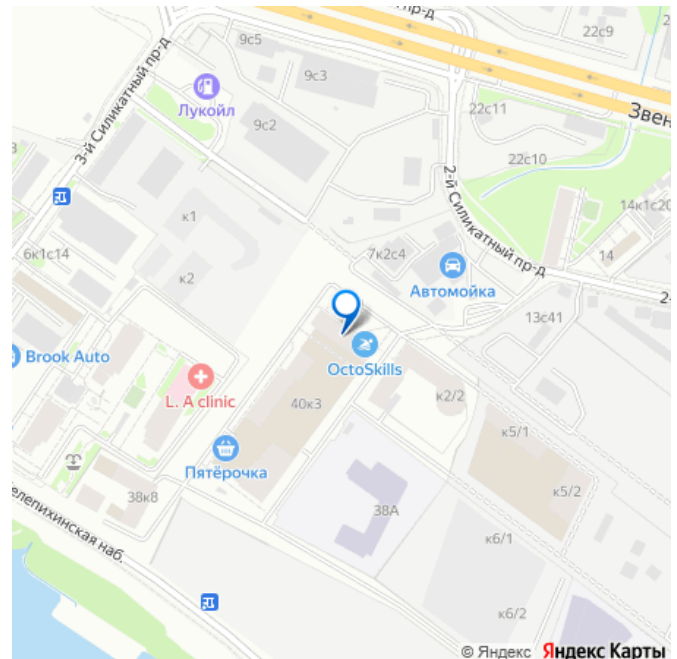 22с9
9с5
9с3
Лукойл
22с11
Звен
3-й Силикатный пр-д
9с2
22с10
2-й Силикатный пр-д
14к1с20
к1
6к1с14
7к2с4
14
к2
Автомойка
2-
13с41
Brook Auto
OctoSkills
L. A clinic
40к3
к2/2
к5/1
Пятёрочка
38к8
к5/2
елепихинская наб.
38А
к6/1
к6/2
© Яндекс Яндекс Карты